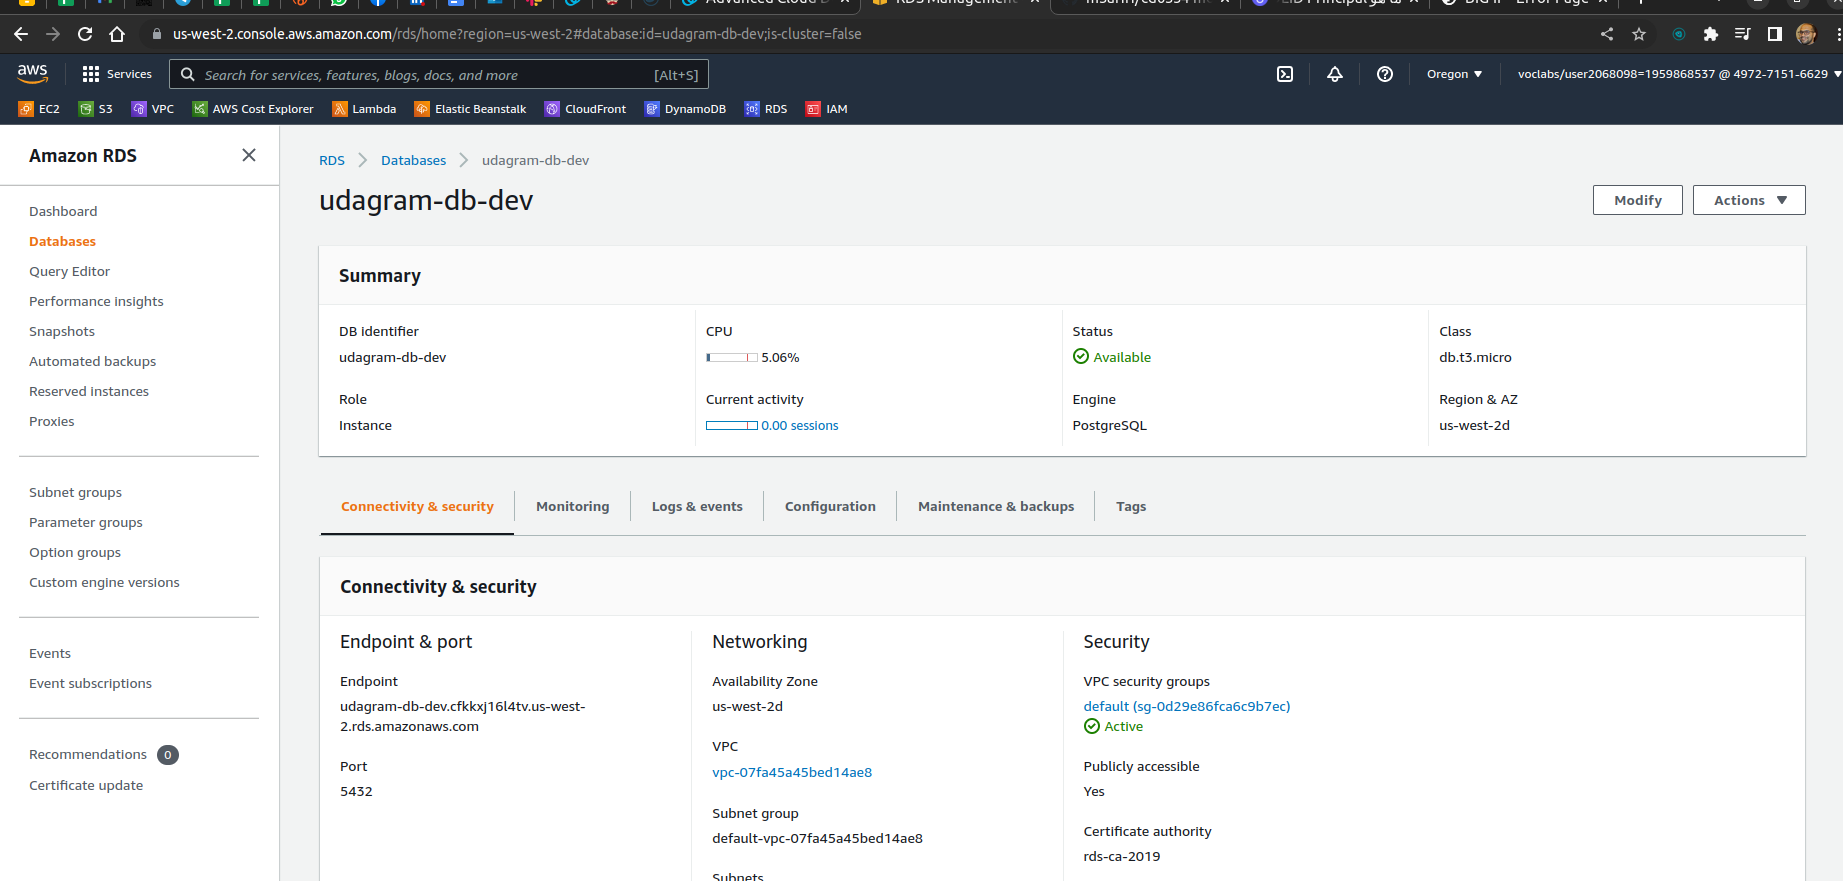 us-west-2.console.aws.amazon.com/rds/home?region=us-west-2#database:id=udagram-db-dev;is-cluster=false
aws
Services
Search for services, features, blogs, docs, and more
[Alt+S]
Oregon
voclabs/user2068098=1959868537 @ 4972-7151-6629
EC2
S3
VPC
AWS Cost Explorer
Lambda
Elastic Beanstalk
CloudFront
DynamoDB
RDS
IAM
Amazon RDS
Dashboard
Databases
Query Editor
Performance insights
Snapshots
Automated backups
Reserved instances
Proxies
Subnet groups
Parameter groups
Option groups
Custom engine versions
Events
Event subscriptions
Recommendations 0
Certificate update
RDS
Databases
udagram-db-dev
udagram-db-dev
Modify
Actions
Summary
DB identifier
udagram-db-dev
CPU
5.06%
Status
Available
Class
db.t3.micro
Role
Instance
Current activity
0.00 sessions
Engine
PostgreSQL
Region & AZ
us-west-2d
Connectivity & security
Monitoring
Logs & events
Configuration
Maintenance & backups
Tags
Connectivity & security
Endpoint & port
Endpoint
udagram-db-dev.cfkkxj16l4tv.us-west-
2.rds.amazonaws.com
Port
5432
Networking
Availability Zone
us-west-2d
VPC
vpc-07fa45a45bed14ae8
Subnet group
default-vpc-07fa45a45bed14ae8
Subnets
Security
VPC security groups
default (sg-0d29e86fca6c9b7ec)
Active
Publicly accessible
Yes
Certificate authority
rds-ca-2019